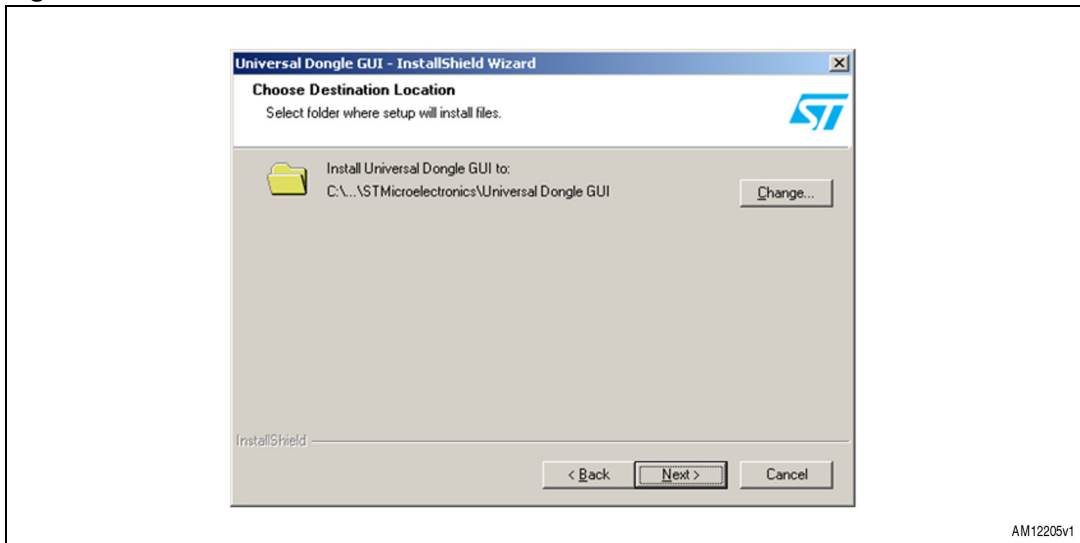 Universal Dongle GUI - InstallShield Wizard
Choose Destination Location
Select folder where setup will install files.
ST
Install Universal Dongle GUI to:
C:\...\STMicroelectronics\Universal Dongle GUI
Change...
InstallShield
< Back Next > Cancel
AM12205v1